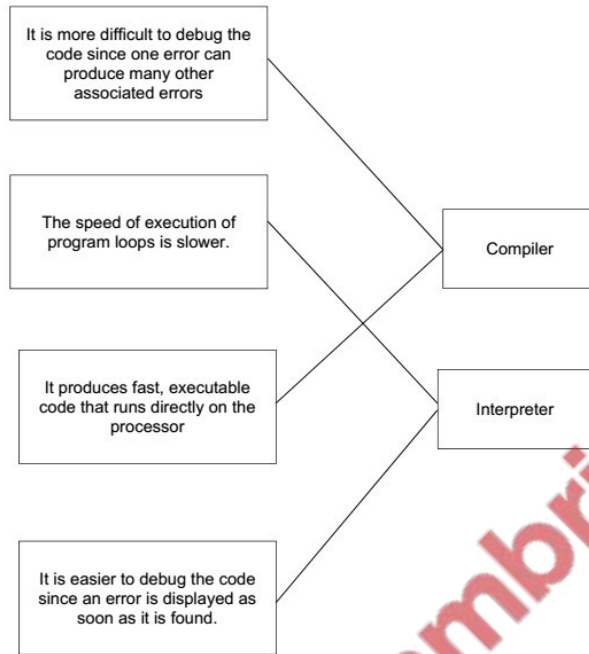 It is more difficult to debug the
code since one error can
produce many other
associated errors
The speed of execution of
program loops is slower.
Compiler
It produces fast, executable
code that runs directly on the
processor
Interpreter
It is easier to debug the code
since an error is displayed as
soon as it is found.
mbri